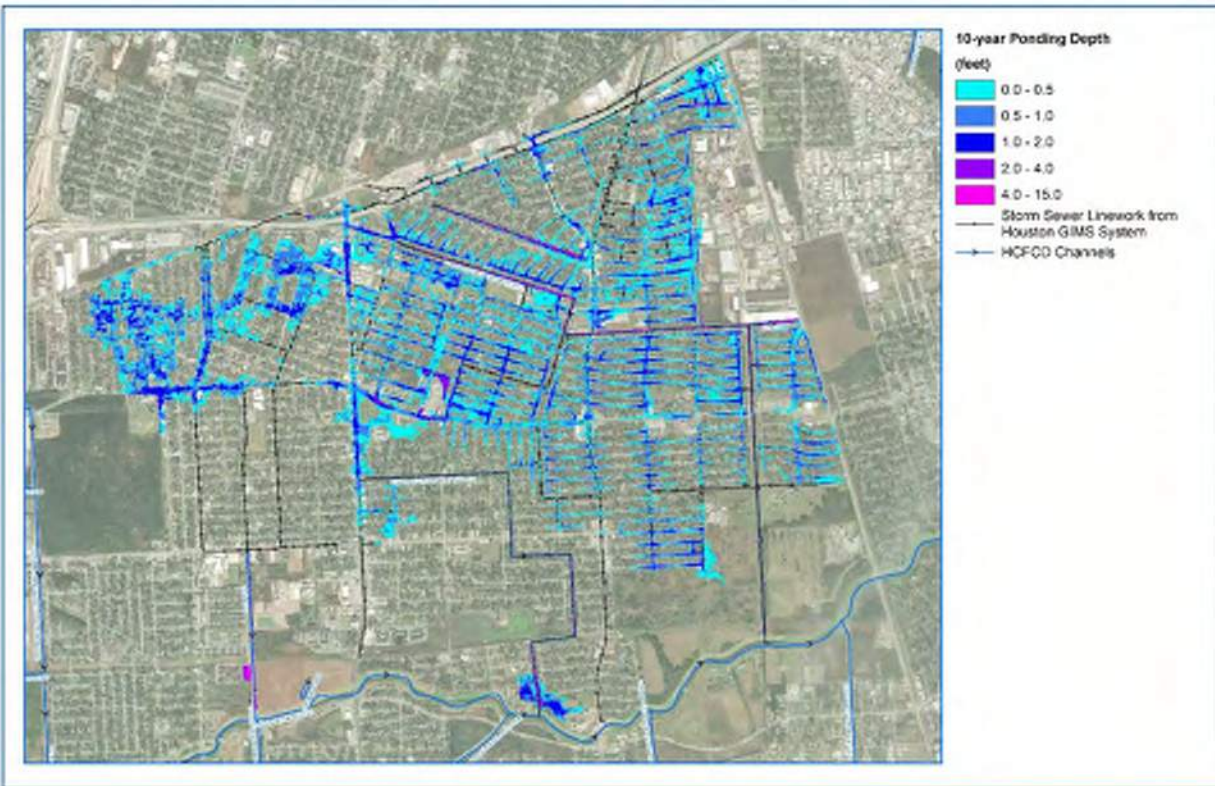 10-year Ponding Depth
(feet)
0.0 - 0.5
0.5 - 1.0
1.0 - 2.0
2.0 - 4.0
4.0 - 15.0
Storm Sewer Linework from
Houston GIMS System
HCFCD Channels